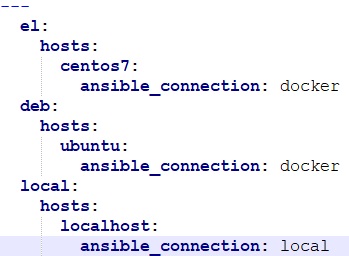 ---
  el:
    hosts:
      centos7:
        ansible_connection: docker
  deb:
    hosts:
      ubuntu:
        ansible_connection: docker
  local:
    hosts:
      localhost:
        ansible_connection: local